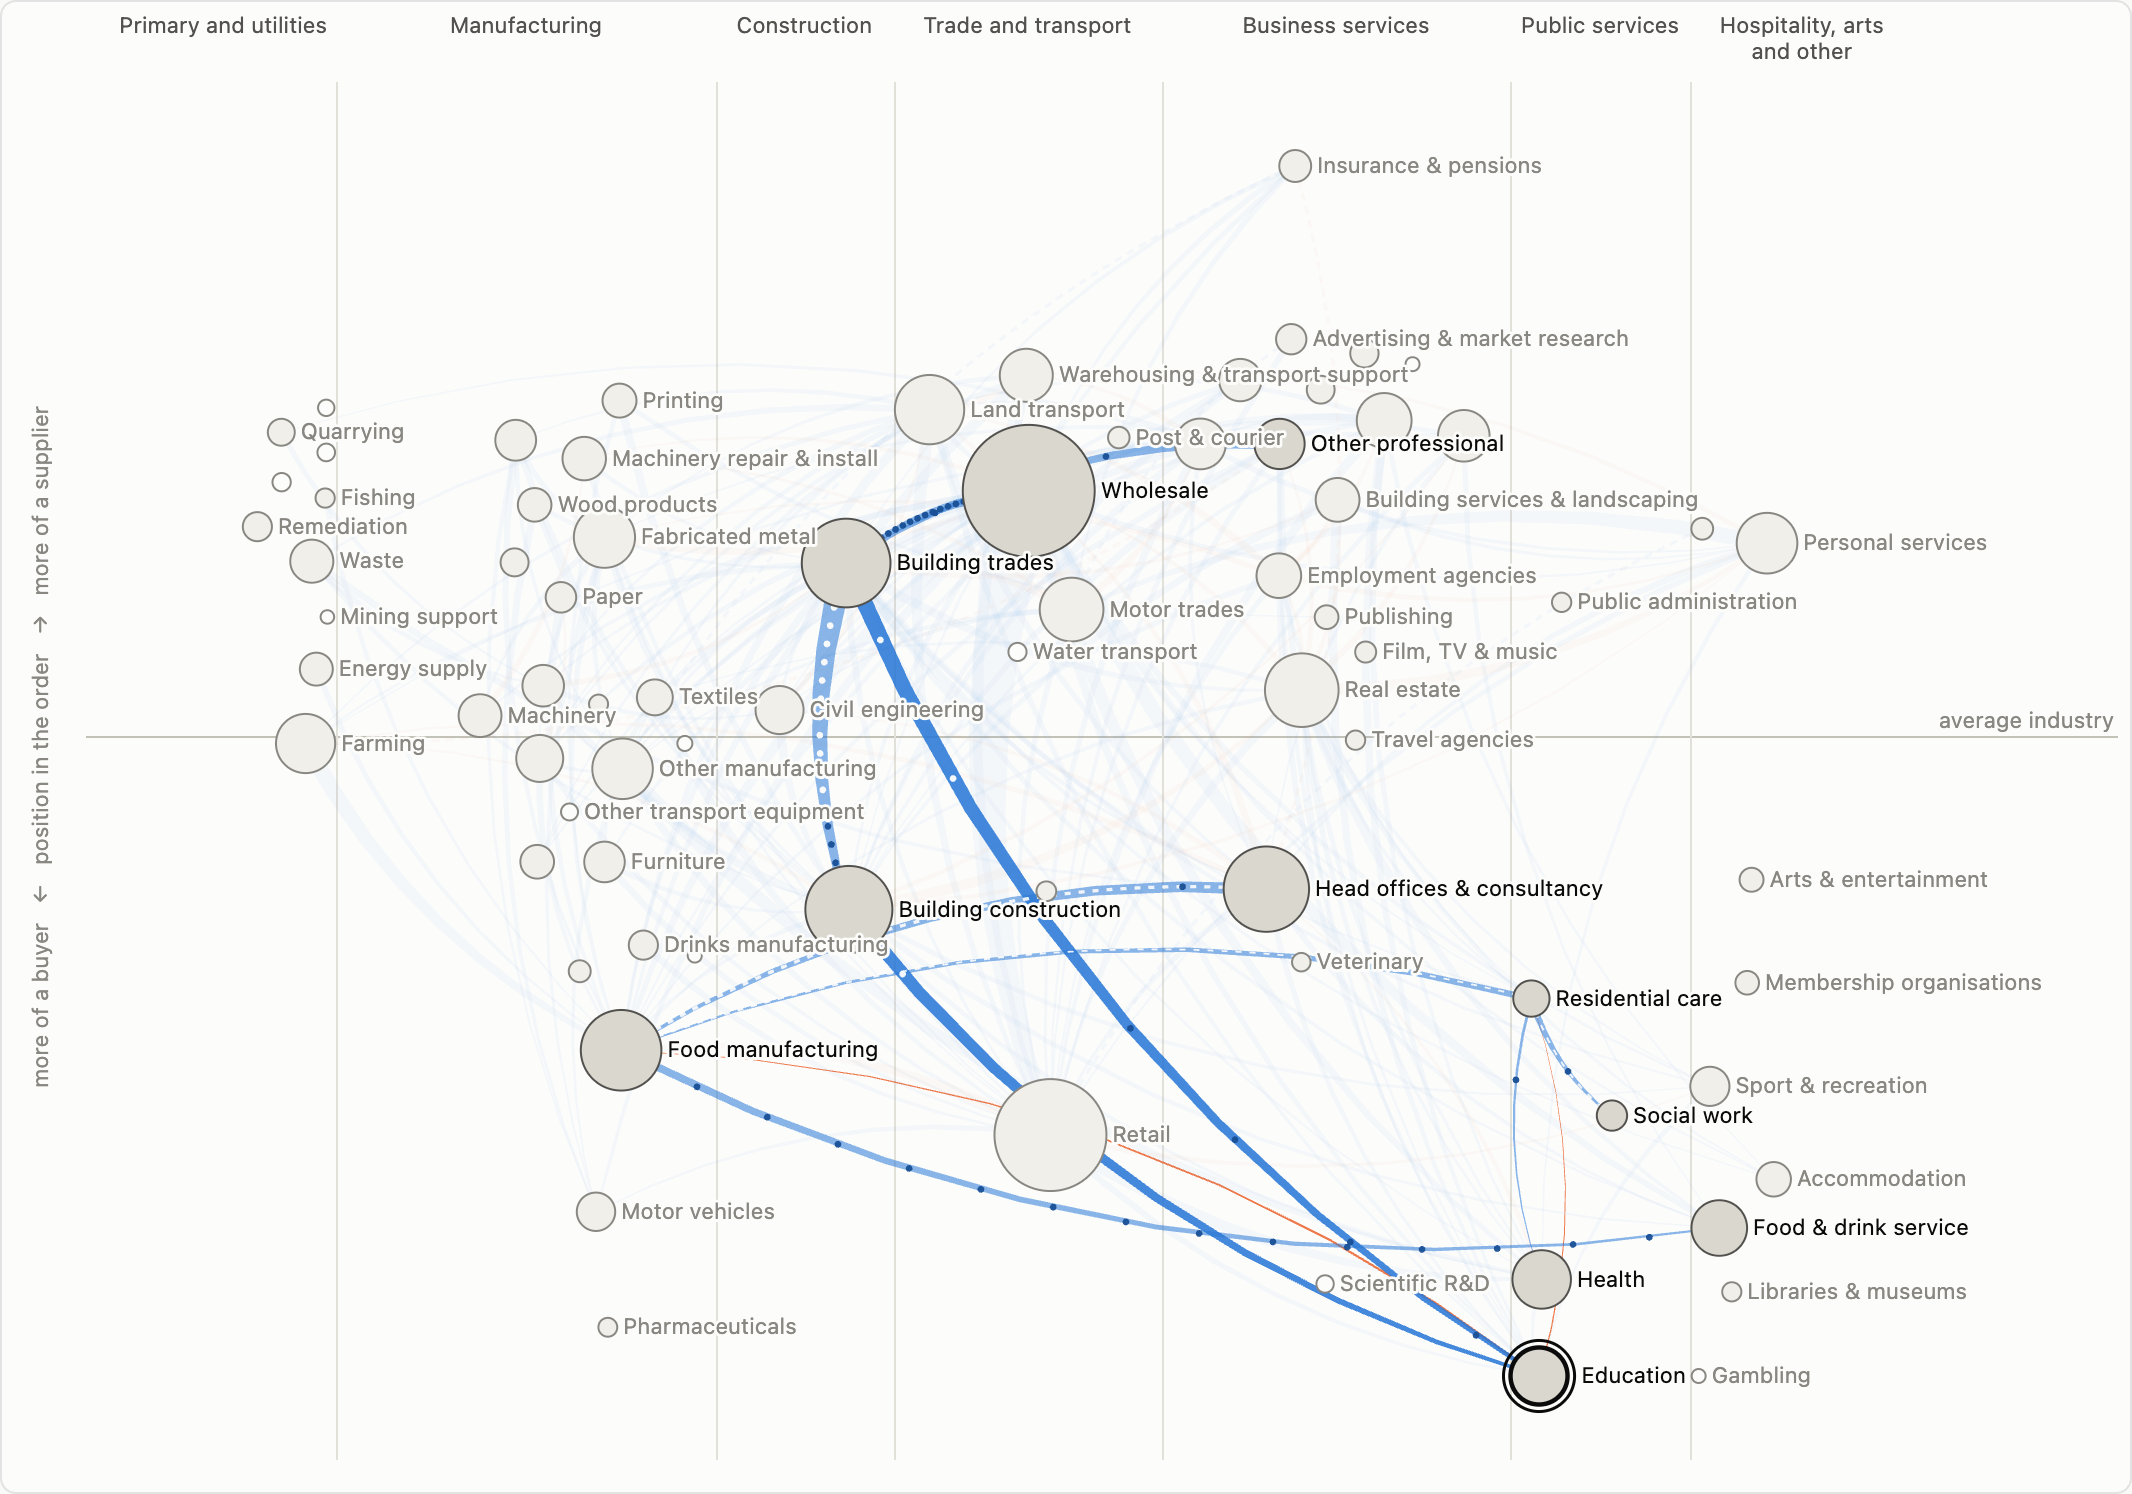 Primary and utilities
Manufacturing
Construction
Trade and transport
Business services
Public services
Hospitality, arts
and other
more of a buyer ← position in the order → more of a supplier
average industry
Insurance & pensions
Advertising & market research
Warehousing & transport support
Printing
Land transport
Quarrying
Post & courier
Other professional
Machinery repair & install
Wholesale
Fishing
Building services & landscaping
Wood products
Remediation
Fabricated metal
Personal services
Waste
Building trades
Employment agencies
Paper
Public administration
Motor trades
Mining support
Publishing
Water transport
Film, TV & music
Energy supply
Real estate
Textiles
Civil engineering
Machinery
Farming
Travel agencies
Other manufacturing
Other transport equipment
Furniture
Arts & entertainment
Head offices & consultancy
Building construction
Drinks manufacturing
Veterinary
Membership organisations
Residential care
Food manufacturing
Sport & recreation
Social work
Retail
Accommodation
Motor vehicles
Food & drink service
Health
Scientific R&D
Libraries & museums
Pharmaceuticals
Education
Gambling